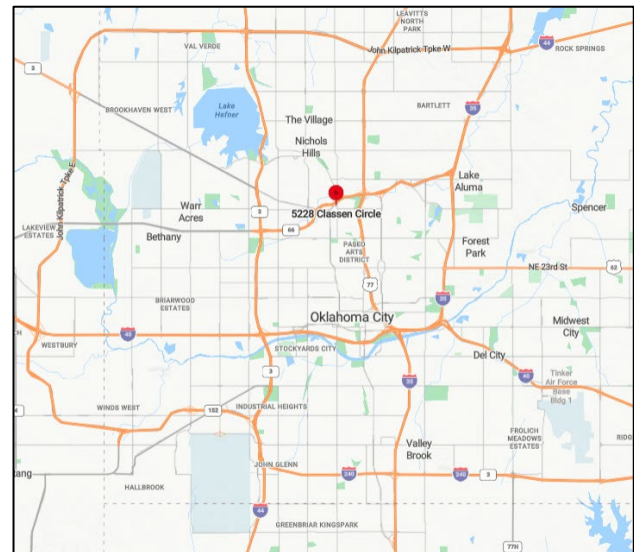 LEAVITTS
NORTH
PARK
VAL VERDE
John Kilpatrick Tpke W
44
ROCK SPRINGS
3
BROOKHAVEN WEST
Lake
Hefner
35
BARTLETT
The Village
Nichols
Hills
John Kilpatrick Tpke E
Lake
Aluma
Warr
Acres
3
5228 Classen Circle
Spencer
LAKEVIEW
ESTATES
66
Bethany
PASEO
ARTS
DISTRICT
Forest
Park
NE 23rd St
62
77
BRIARWOOD
ESTATES
35
Oklahoma City
Midwest
City
WESTBURY
40
STOCKYARDS CITY
Del City
3
40
Tinker
Air Force
Base
Bldg 1
35
WINDS WEST
152
INDUSTRIAL HEIGHTS
FROLICH
MEADOWS
ESTATES
Valley
Brook
JOHN GLENN
240
240
3
HALLBROOK
44
GREENBRIAR KINGSPARK
77H